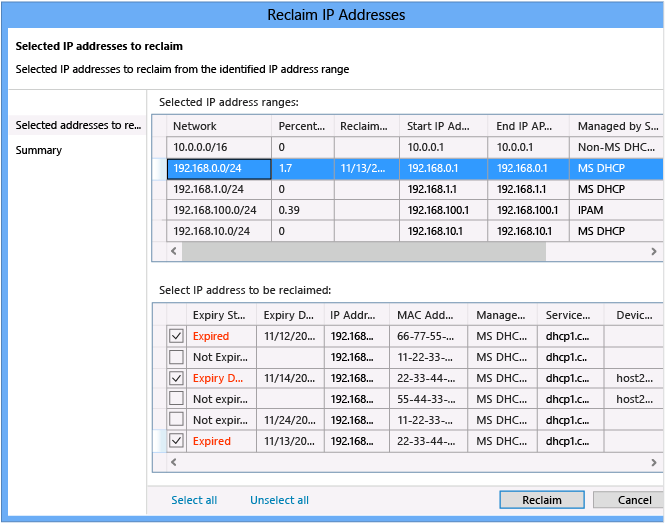 Reclaim IP Addresses
Selected IP addresses to reclaim
Selected IP addresses to reclaim from the identified IP address range
Selected addresses to re...
Summary
Selected IP address ranges:
Network Percent... Reclaim... Start IP Ad... End IP AP... Managed by S...
10.0.0.0/16 0 10.0.0.1 10.0.0.1 Non-MS DHC...
192.168.0.0/24 1.7 11/13/2... 192.168.0.1 192.168.0.1 MS DHCP
192.168.1.0/24 0 192.168.1.1 192.168.1.1 MS DHCP
192.168.100.0/24 0.39 192.168.100.1 192.168.100.1 IPAM
192.168.10.0/24 0 192.168.10.1 192.168.10.1 MS DHCP
Select IP address to be reclaimed:
Expiry St... Expiry D... IP Addr... MAC Add... Manage... Service... Devic...
Expired 11/12/20... 192.168... 66-77-55-... MS DHC... dhcp1.c...
Not Expir... 192.168... 11-22-33-... MS DHC... dhcp1.c...
Expiry D... 11/14/20... 192.168... 22-33-44-... MS DHC... dhcp1.c... host2...
Not expir... 192.168... 55-44-33-... MS DHC... dhcp1.c... host2...
Not expir... 11/24/20... 192.168... 11-22-33-... MS DHC... dhcp1.c...
Expired 11/13/20... 192.168... 22-33-44-... MS DHC... dhcp1.c...
Select all Unselect all Reclaim Cancel